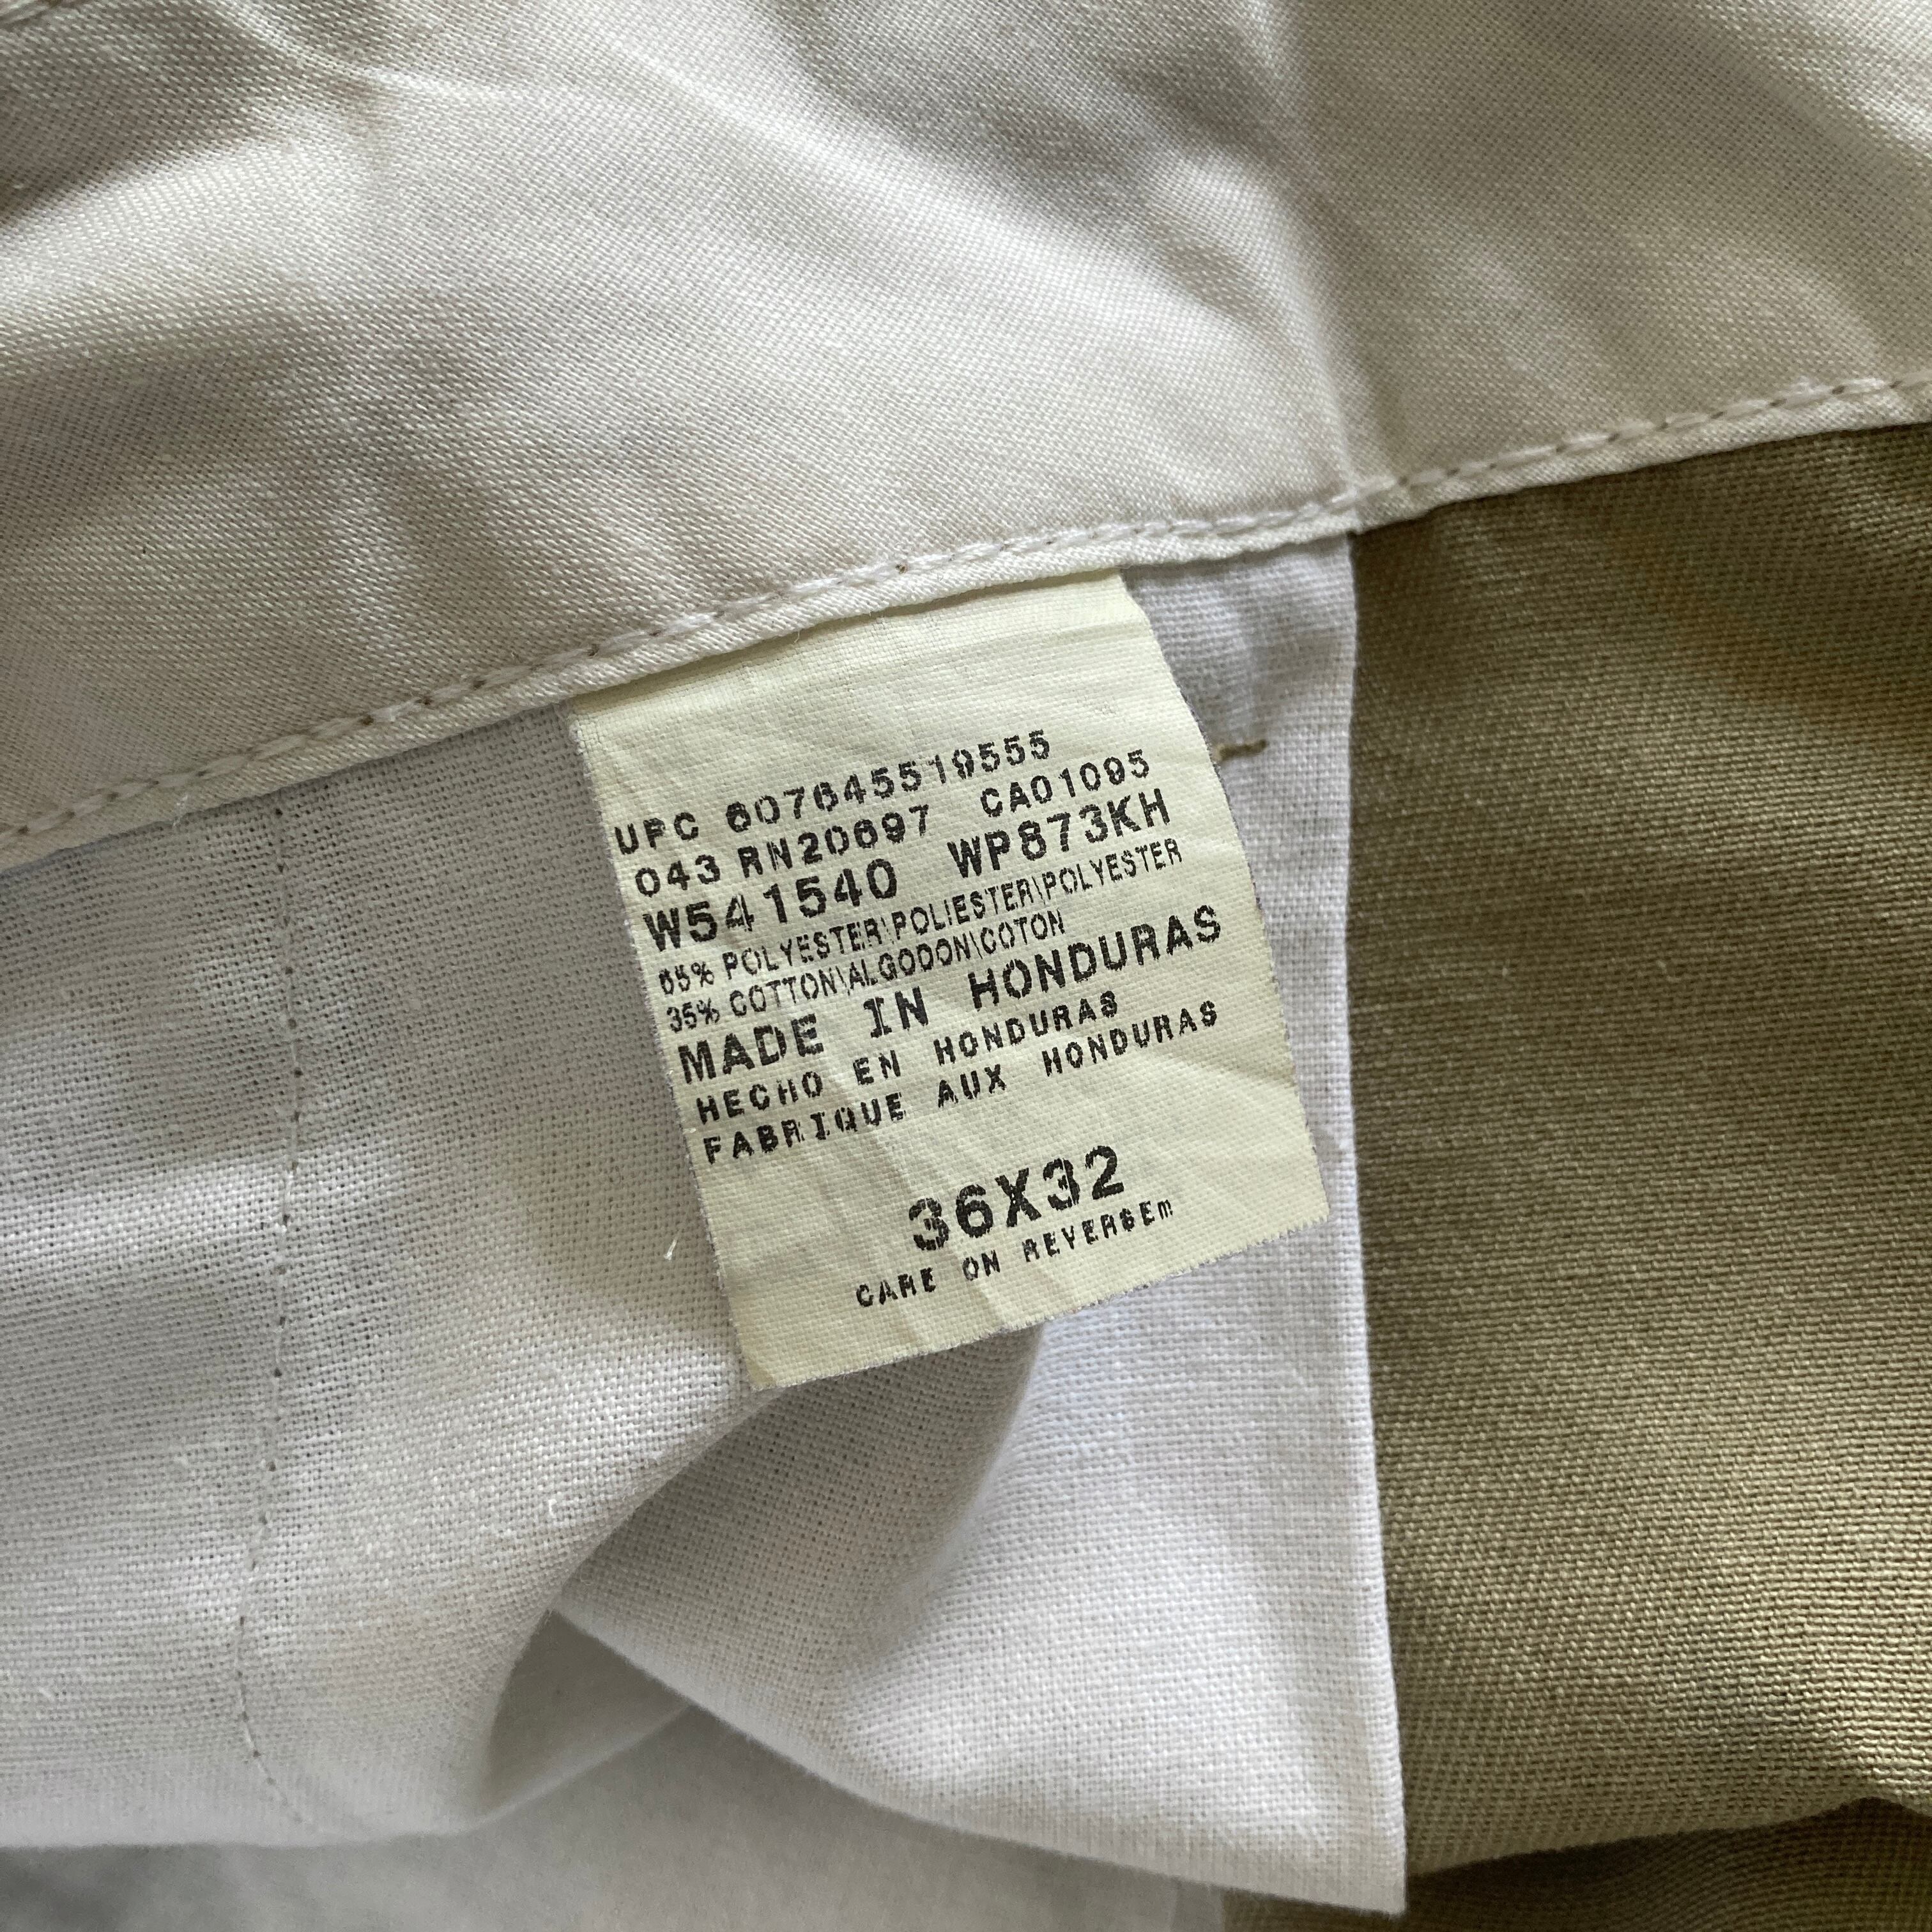 UPC 607645519555
043 RN20697 CA01095
W541540 WP873KH
65% POLYESTER\POLIESTER\POLYESTER
35% COTTON\ALGODON\COTON
MADE IN HONDURAS
HECHO EN HONDURAS
FABRIQUE AUX HONDURAS
36X32
CARE ON REVERSEm